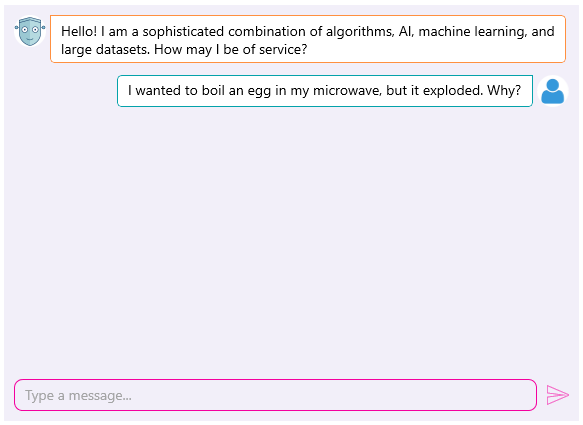 Hello! I am a sophisticated combination of algorithms, AI, machine learning, and
large datasets. How may I be of service?
I wanted to boil an egg in my microwave, but it exploded. Why?
Type a message...